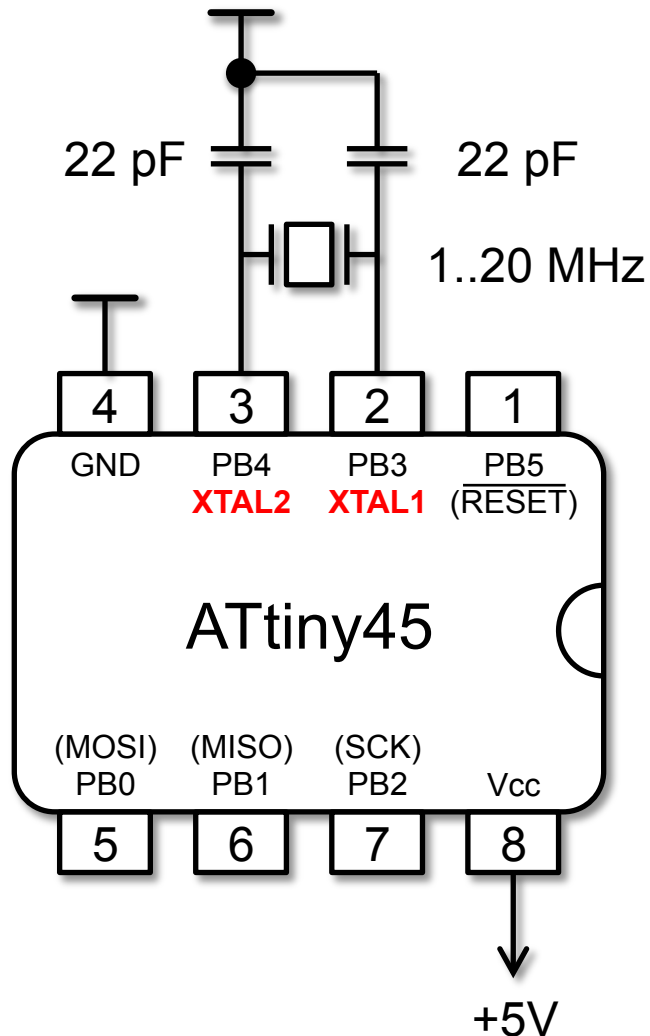 22 pF
22 pF
1..20 MHz
4
3
2
1
GND
PB4
PB3
PB5
XTAL2
XTAL1
(RESET)
ATtiny45
(MOSI)
(MISO)
(SCK)
PB0
PB1
PB2
Vcc
5
6
7
8
+5V